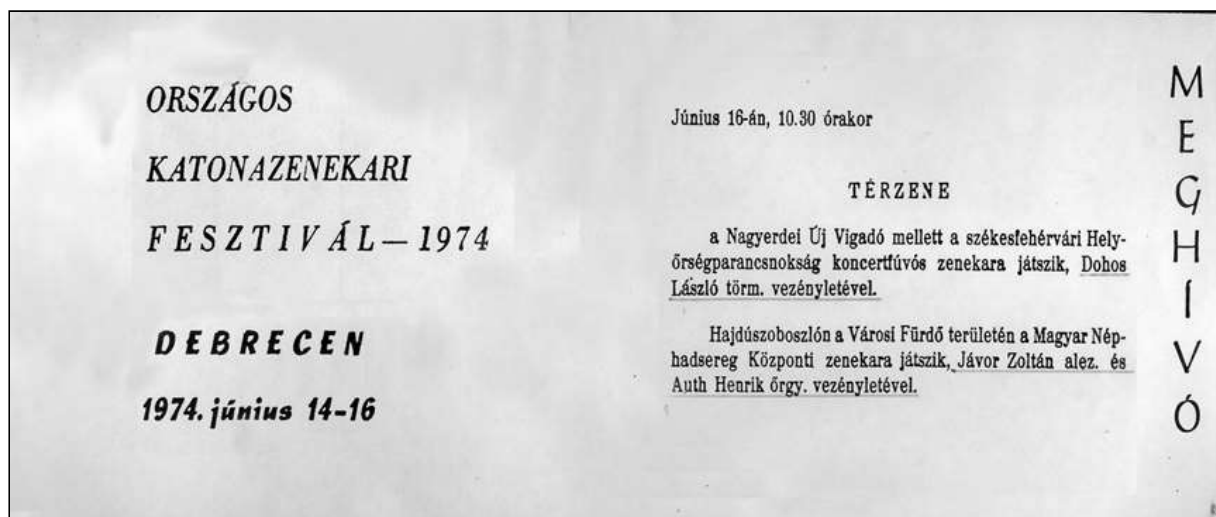 ORSZÁGOS
KATONAZENEKARI
FESZTIVÁL—1974
DEBRECEN
1974. június 14-16
Június 16-án, 10.30 órakor
TÉRZENE
a Nagyerdei Új Vigadó mellett a székesfehérvári Hely-
őrségparancsnokság koncertfúvós zenekara játszik, Dohos
László törm. vezényletével.
Hajdúszoboszlón a Városi Fürdő területén a Magyar Nép-
hadsereg Központi zenekara játszik, Jávor Zoltán alez. és
Auth Henrik őrgy. vezényletével.
MEGHÍVÓ